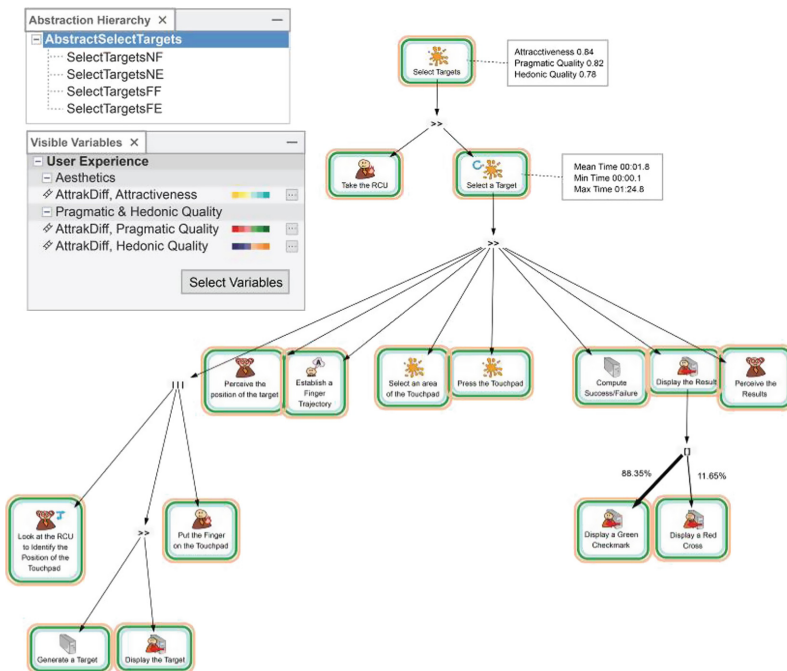 Abstraction Hierarchy ×
AbstractSelectTargets
SelectTargetsNF
SelectTargetsNE
SelectTargetsFF
SelectTargetsFE
Visible Variables ×
User Experience
Aesthetics
AttrakDiff, Attractiveness
Pragmatic & Hedonic Quality
AttrakDiff, Pragmatic Quality
AttrakDiff, Hedonic Quality
Select Variables
Select Targets
Attracctiveness 0.84
Pragmatic Quality 0.82
Hedonic Quality 0.78
>>
Take the RCU
Select a Target
Mean Time 00:01.8
Min Time 00:00.1
Max Time 01:24.8
>>
|||
Perceive the
position of the target
A
Establish a
Finger
Trajectory
Select an area
of the Touchpad
Press the Touchpad
Compute
Success/Failure
Display the Result
Perceive the
Results
[]
88.35%
11.65%
Look at the RCU
to Identify the
Position of the
Touchpad
>>
Put the Finger
on the Touchpad
Display a Green
Checkmark
Display a Red
Cross
Generate a Target
Display the Target